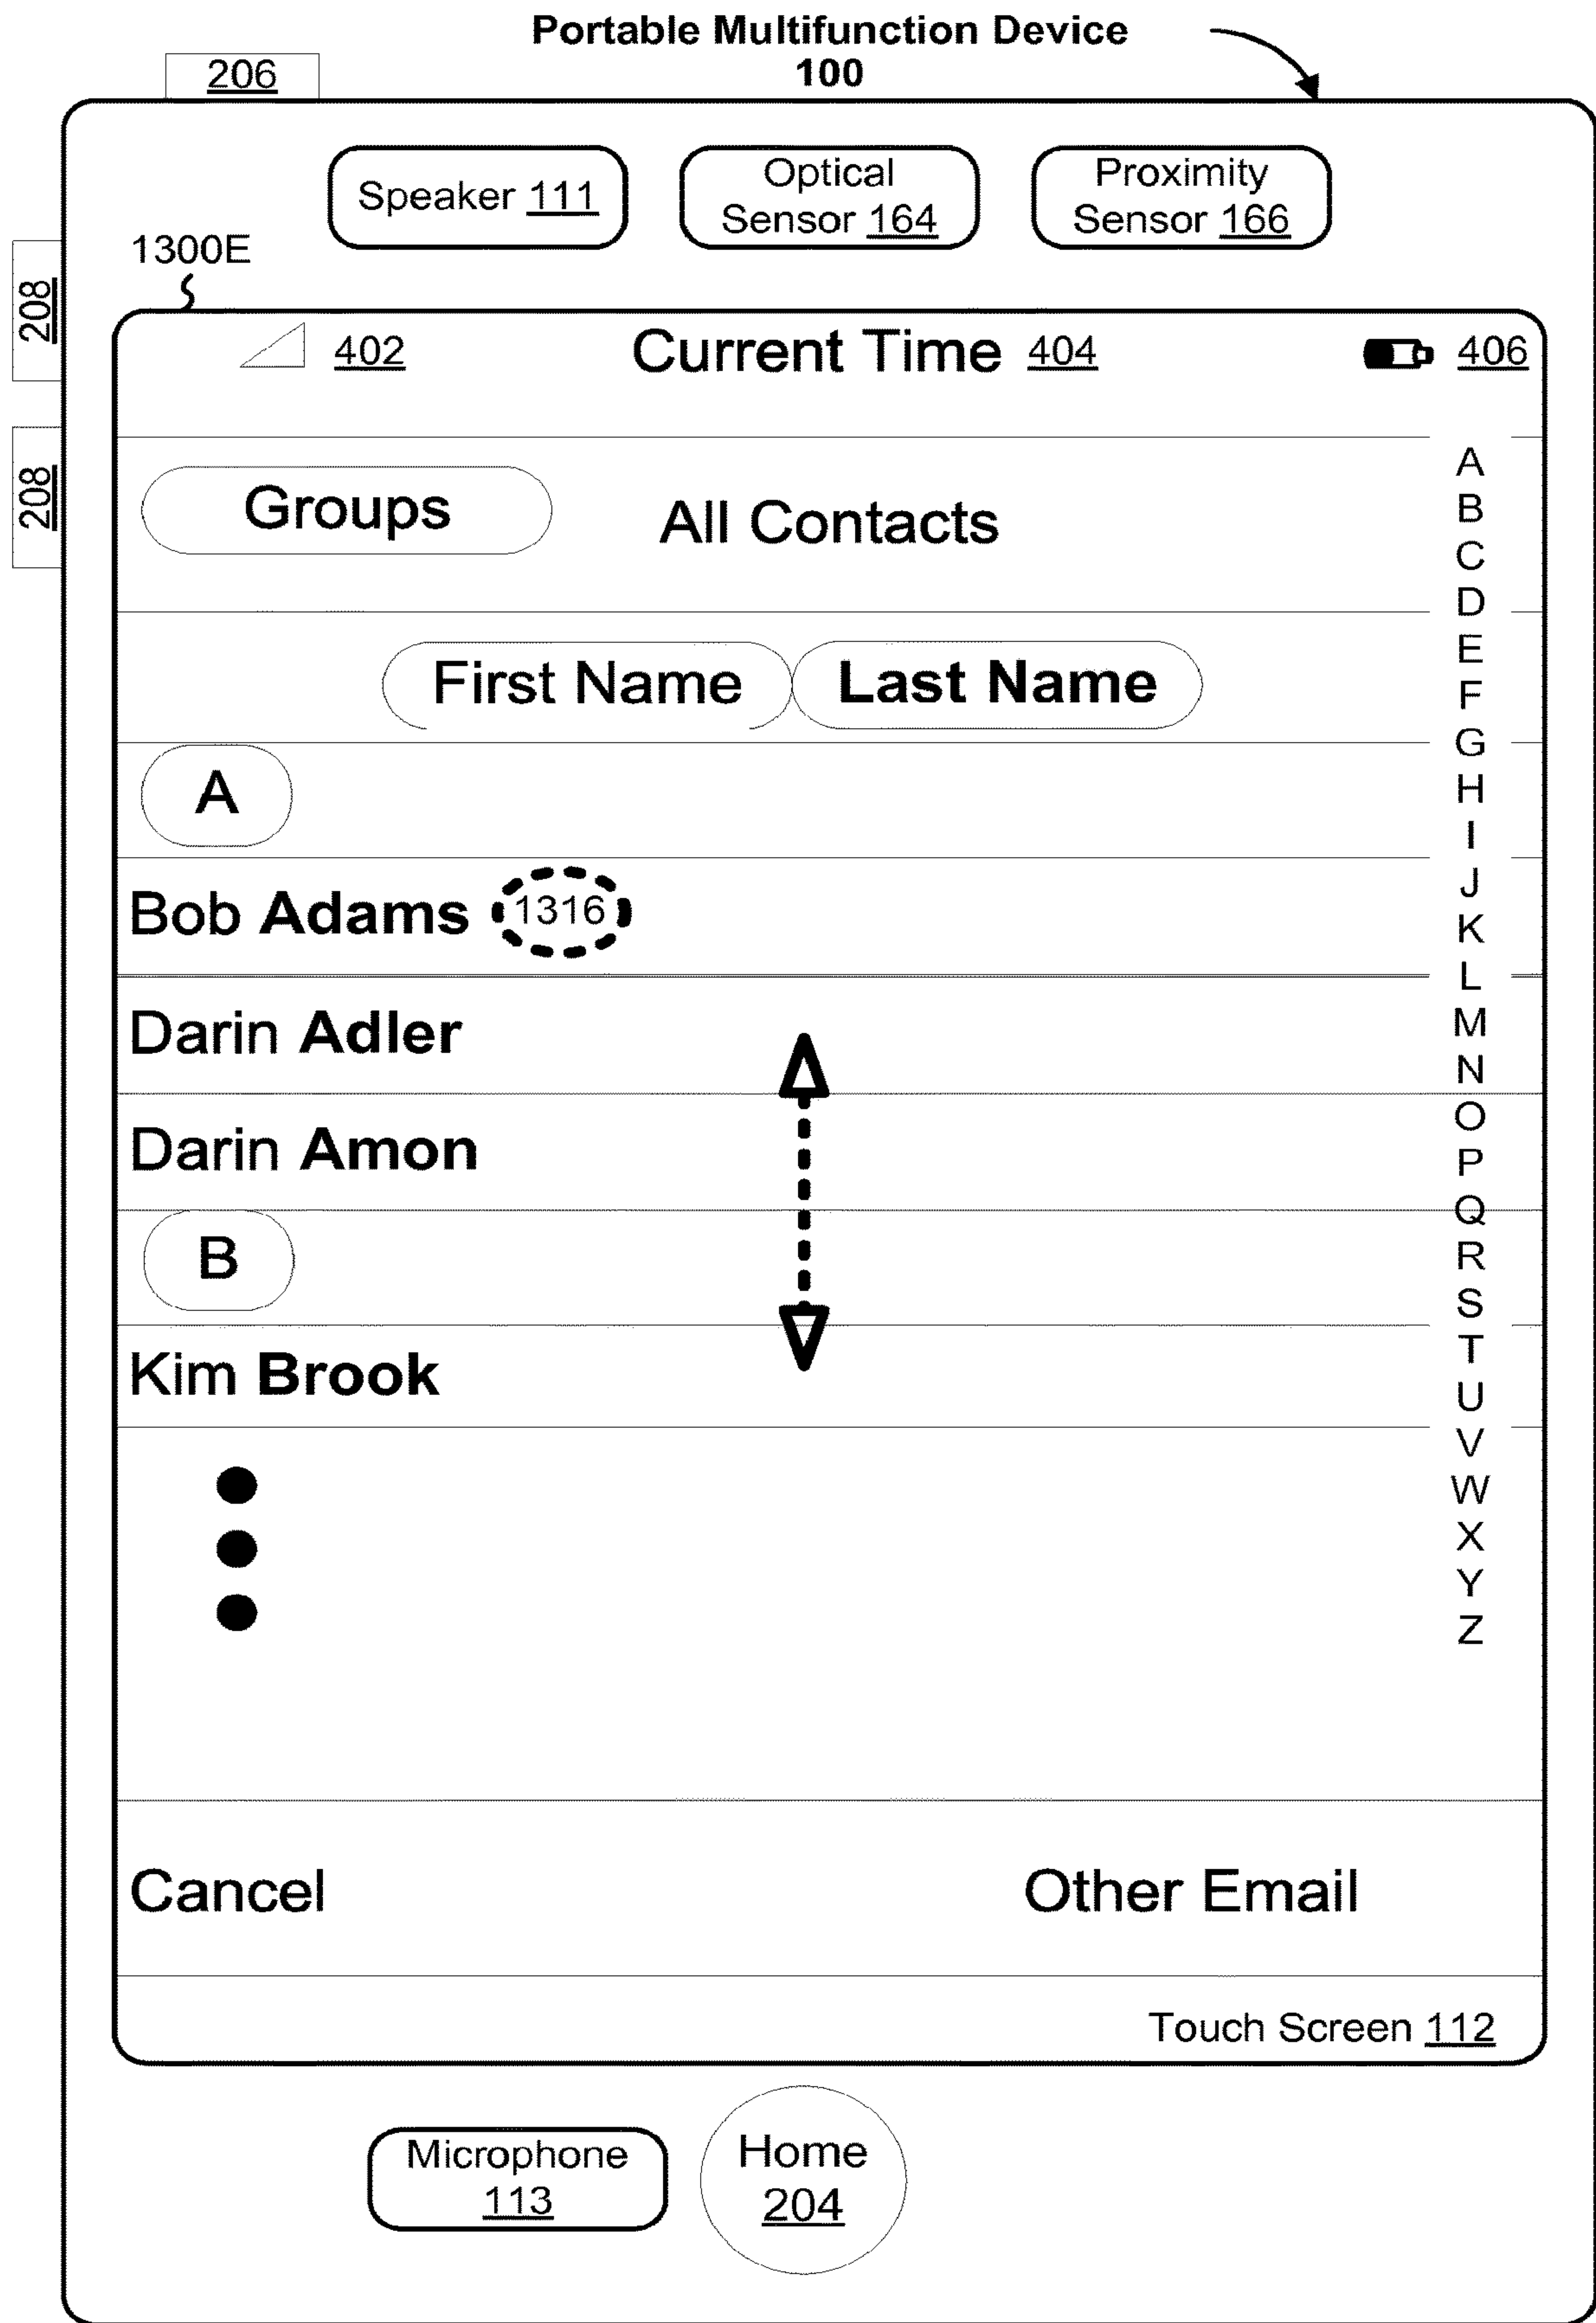 Portable Multifunction Device
100
206
Speaker 111
Optical
Sensor 164
Proximity
Sensor 166
1300E
208
208
402
Current Time 404
406
Groups
All Contacts
First Name
Last Name
A
Bob Adams
1316
Darin Adler
Darin Amon
B
Kim Brook
A
B
C
D
E
F
G
H
I
J
K
L
M
N
O
P
Q
R
S
T
U
V
W
X
Y
Z
Cancel
Other Email
Touch Screen 112
Microphone
113
Home
204